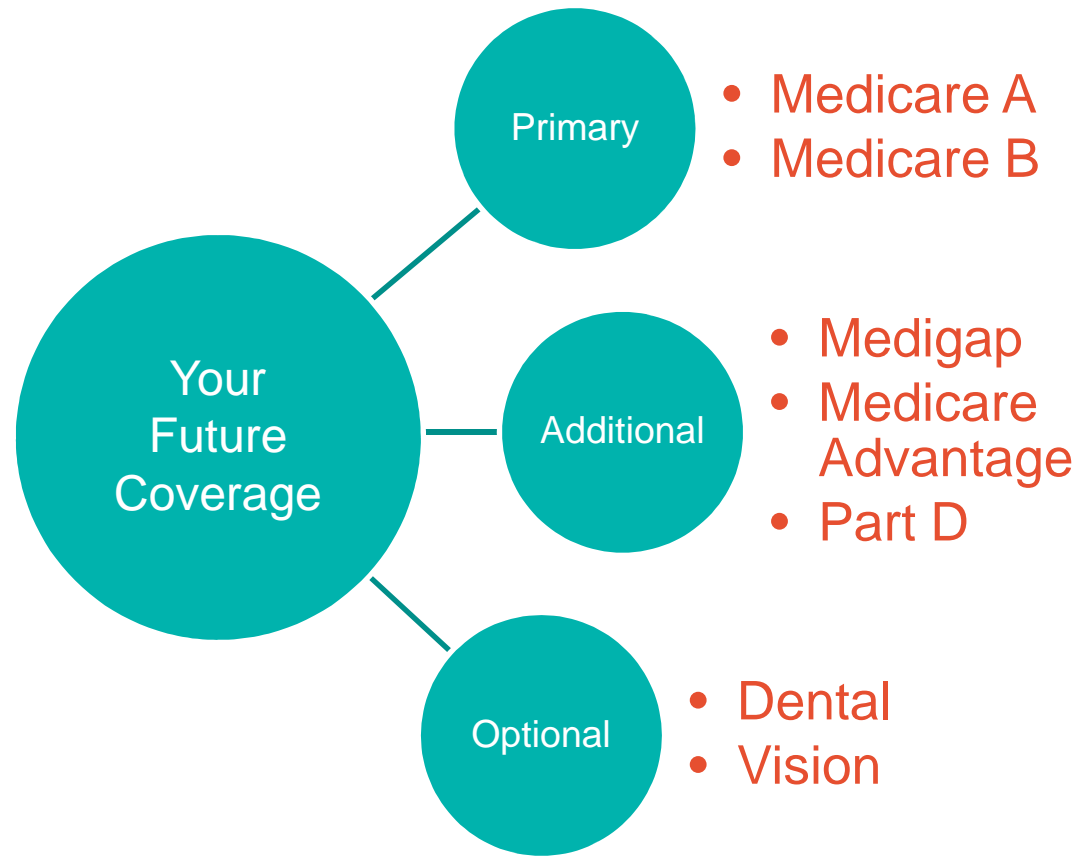 Your
Future
Coverage
Primary
• Medicare A
• Medicare B
Additional
• Medigap
• Medicare
Advantage
• Part D
Optional
• Dental
• Vision